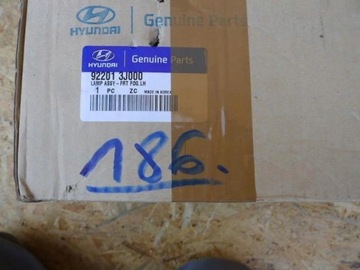 HYUNDAI
Genuine Parts
HYUNDAI Genuine Parts
92201 3J000
LAMP ASSY-FRT FOG,LH
1 PC ZC MADE IN KOREA
186.